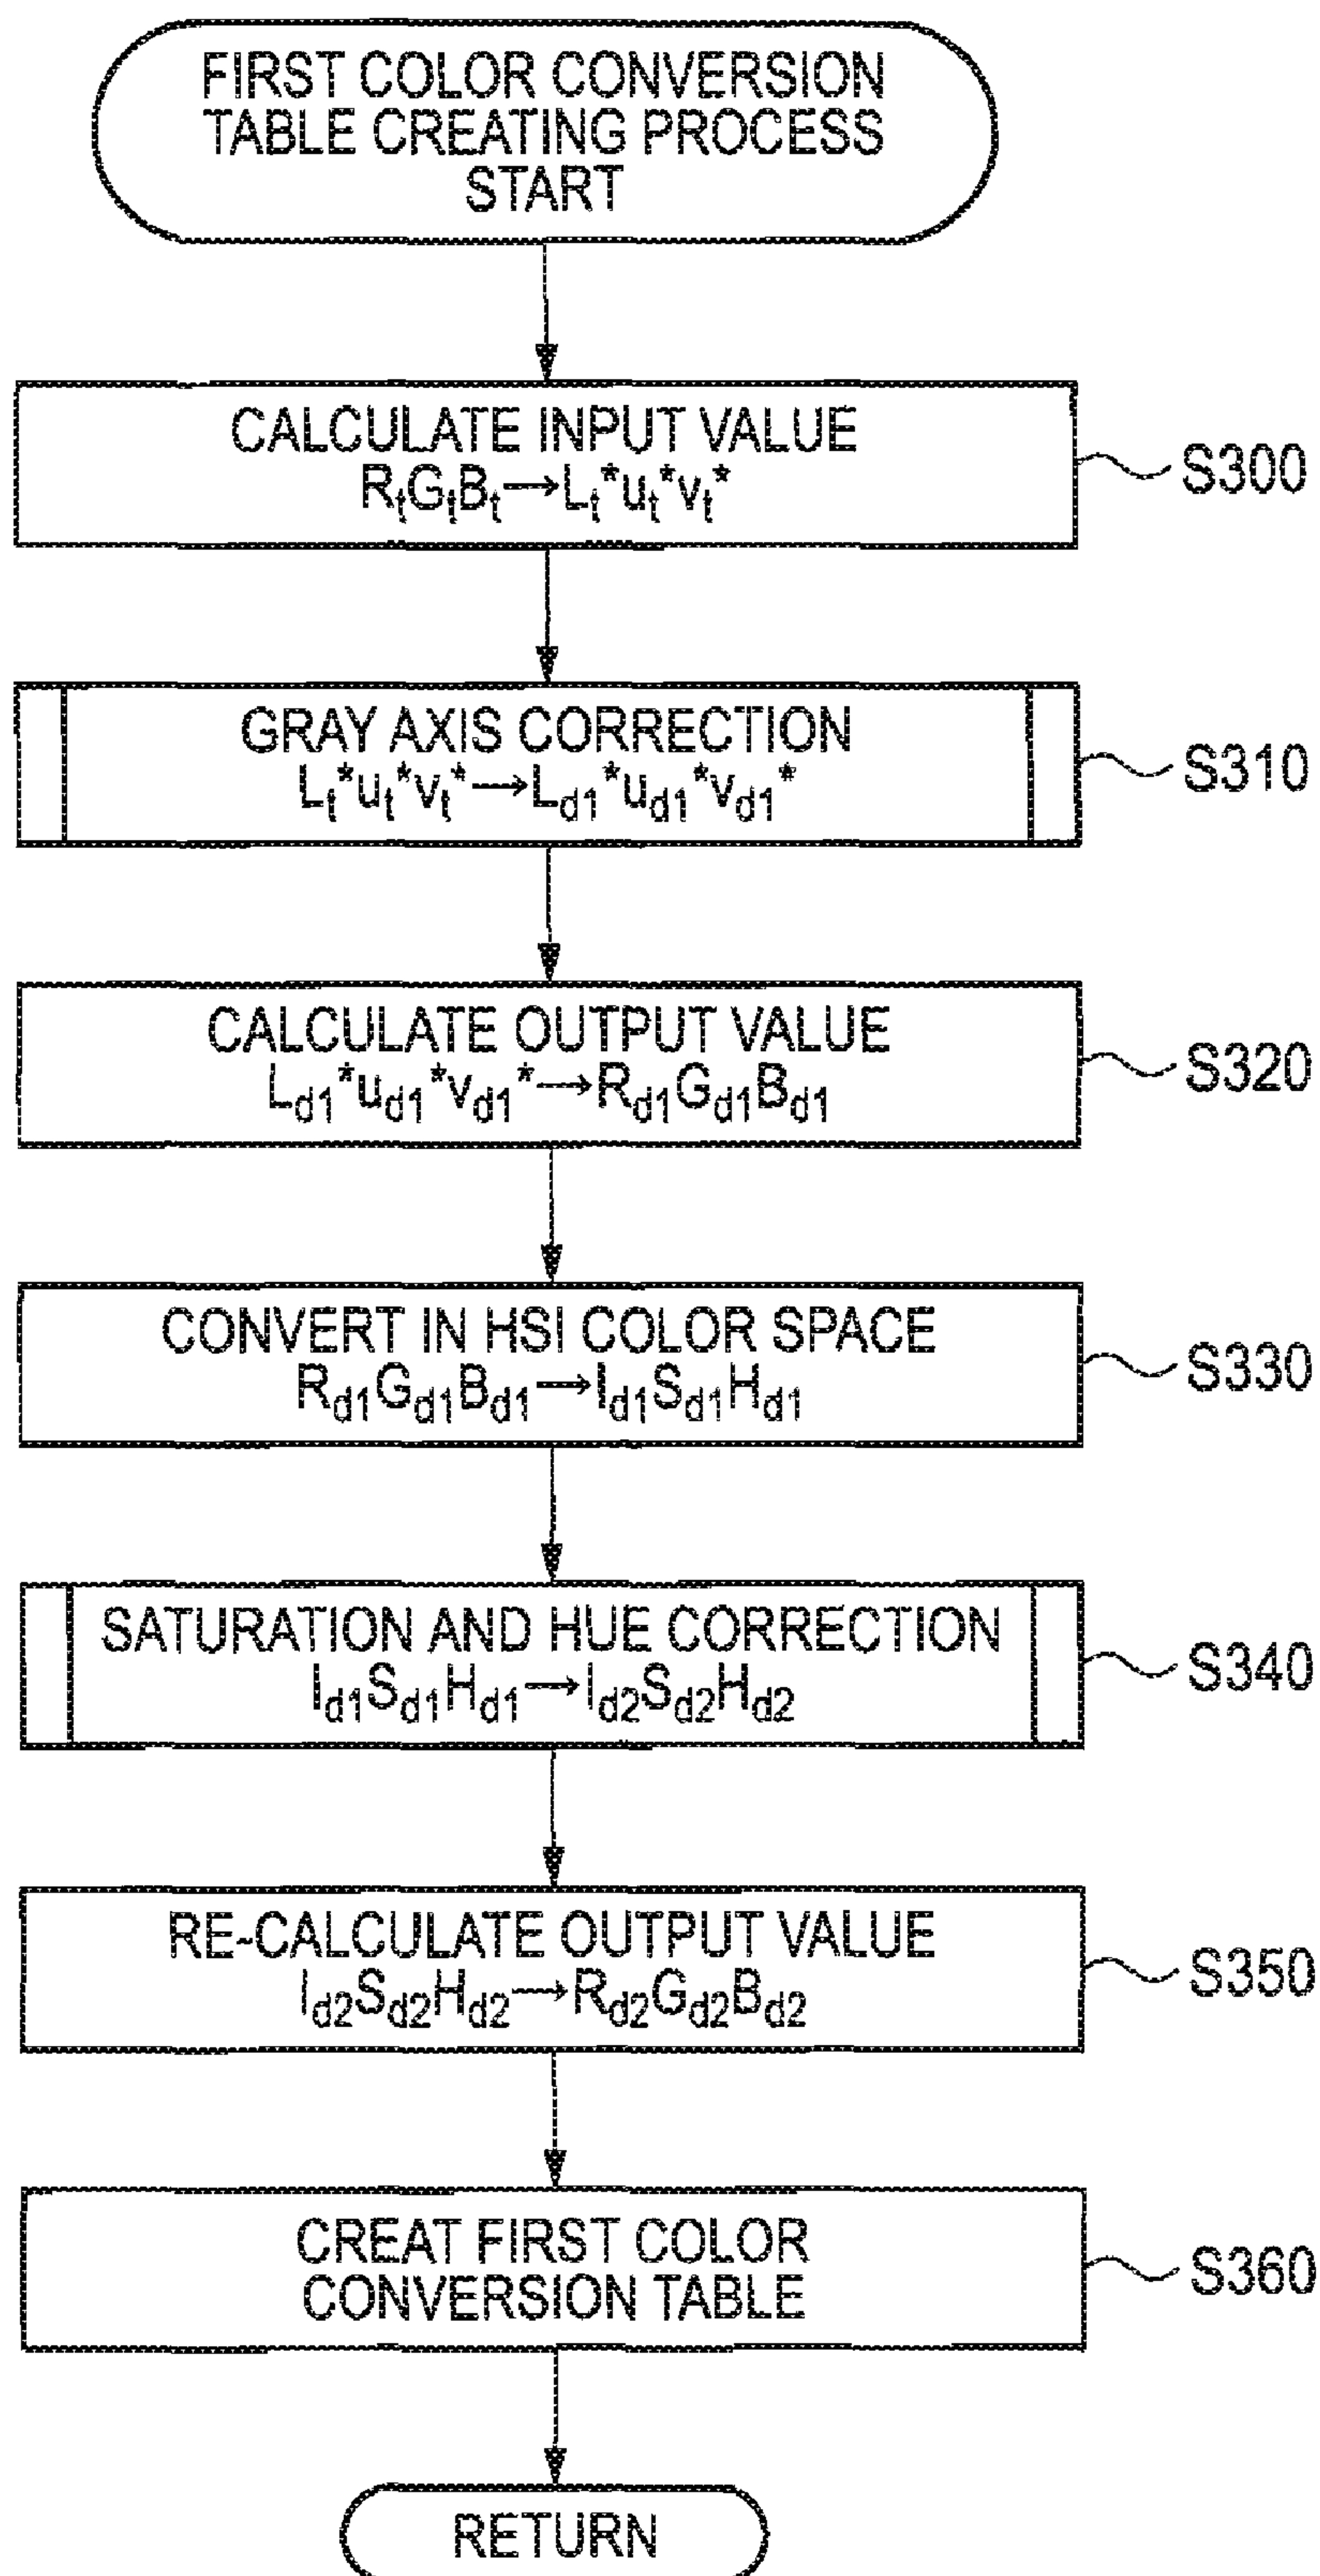 FIRST COLOR CONVERSION
TABLE CREATING PROCESS
START
CALCULATE INPUT VALUE
RtGtBt→Lt*ut*vt*
S300
GRAY AXIS CORRECTION
Lt*ut*vt*→Ld1*ud1*vd1*
S310
CALCULATE OUTPUT VALUE
Ld1*ud1*vd1*→Rd1Gd1Bd1
S320
CONVERT IN HSI COLOR SPACE
Rd1Gd1Bd1→Id1Sd1Hd1
S330
SATURATION AND HUE CORRECTION
Id1Sd1Hd1→Id2Sd2Hd2
S340
RE-CALCULATE OUTPUT VALUE
Id2Sd2Hd2→Rd2Gd2Bd2
S350
CREAT FIRST COLOR
CONVERSION TABLE
S360
RETURN